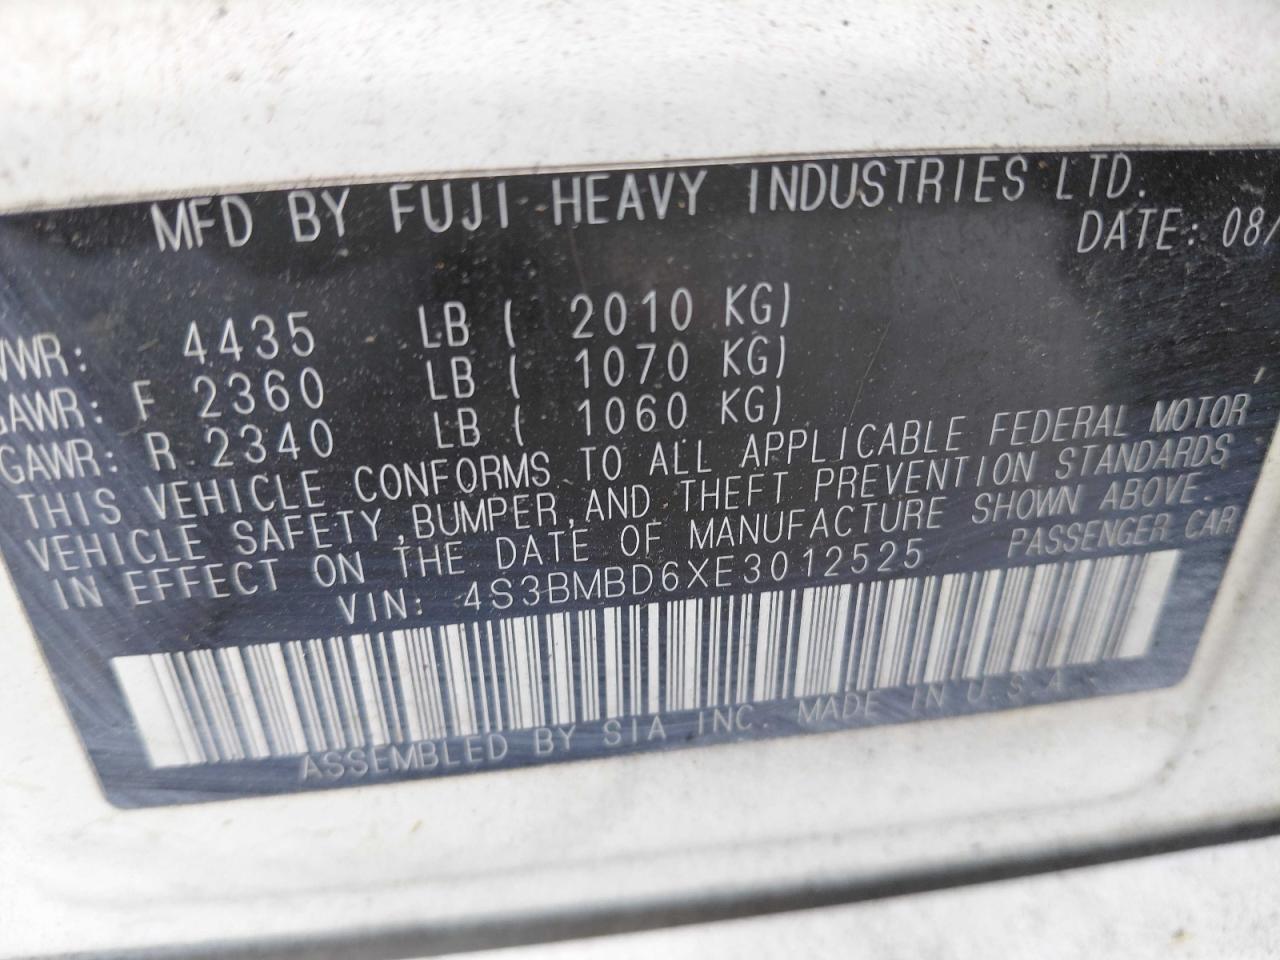 MFD BY FUJI HEAVY INDUSTRIES LTD.
DATE: 08/
VWR: 4435 LB ( 2010 KG)
GAWR: F 2360 LB ( 1070 KG)
GAWR: R 2340 LB ( 1060 KG)
THIS VEHICLE CONFORMS TO ALL APPLICABLE FEDERAL MOTOR
VEHICLE SAFETY, BUMPER, AND THEFT PREVENTION STANDARDS
IN EFFECT ON THE DATE OF MANUFACTURE SHOWN ABOVE.
VIN: 4S3BMBD6XE3012525 PASSENGER CAR
ASSEMBLED BY SIA INC. MADE IN U.S.A.